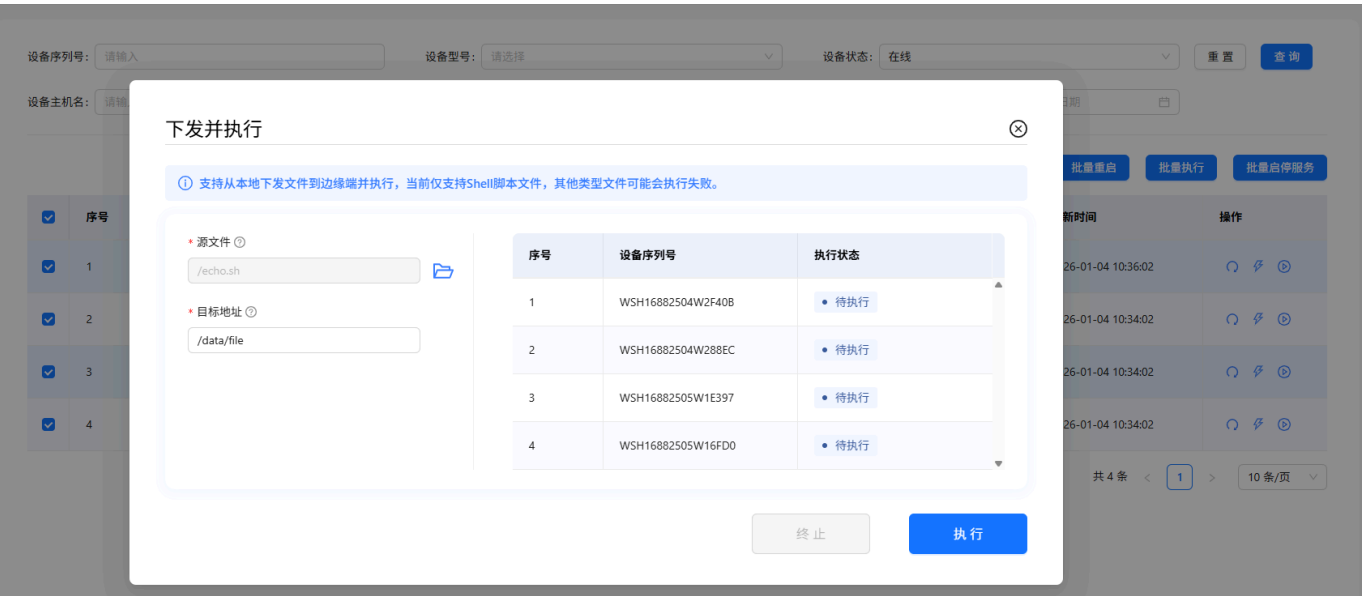 设备序列号: 请输入 设备型号: 请选择 设备状态: 在线 重置 查询
设备主机名: 请输 日期
批量重启 批量执行 批量启停服务
序号 新时间 操作
1 26-01-04 10:36:02
2 26-01-04 10:34:02
3 26-01-04 10:34:02
4 26-01-04 10:34:02
共 4 条 < 1 > 10 条/页
下发并执行
支持从本地下发文件到边缘端并执行，当前仅支持Shell脚本文件，其他类型文件可能会执行失败。
* 源文件
/echo.sh
* 目标地址
/data/file
序号 设备序列号 执行状态
1 WSH16882504W2F40B 待执行
2 WSH16882504W288EC 待执行
3 WSH16882505W1E397 待执行
4 WSH16882505W16FD0 待执行
终止 执行